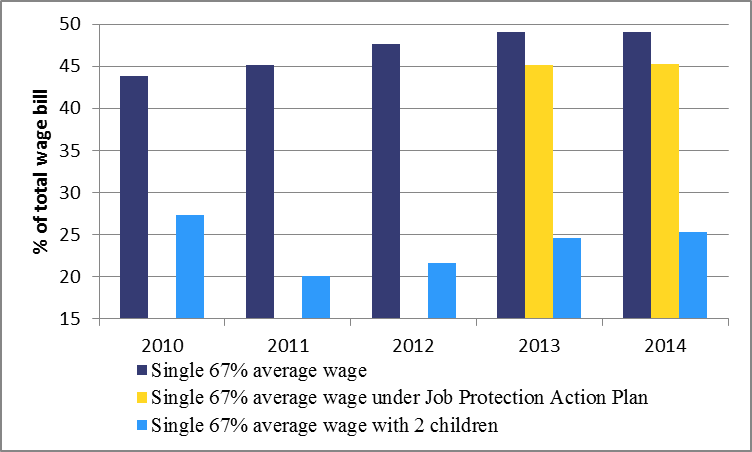 % of total wage bill
50
45
40
35
30
25
20
15
2010 2011 2012 2013 2014
Single 67% average wage
Single 67% average wage under Job Protection Action Plan
Single 67% average wage with 2 children